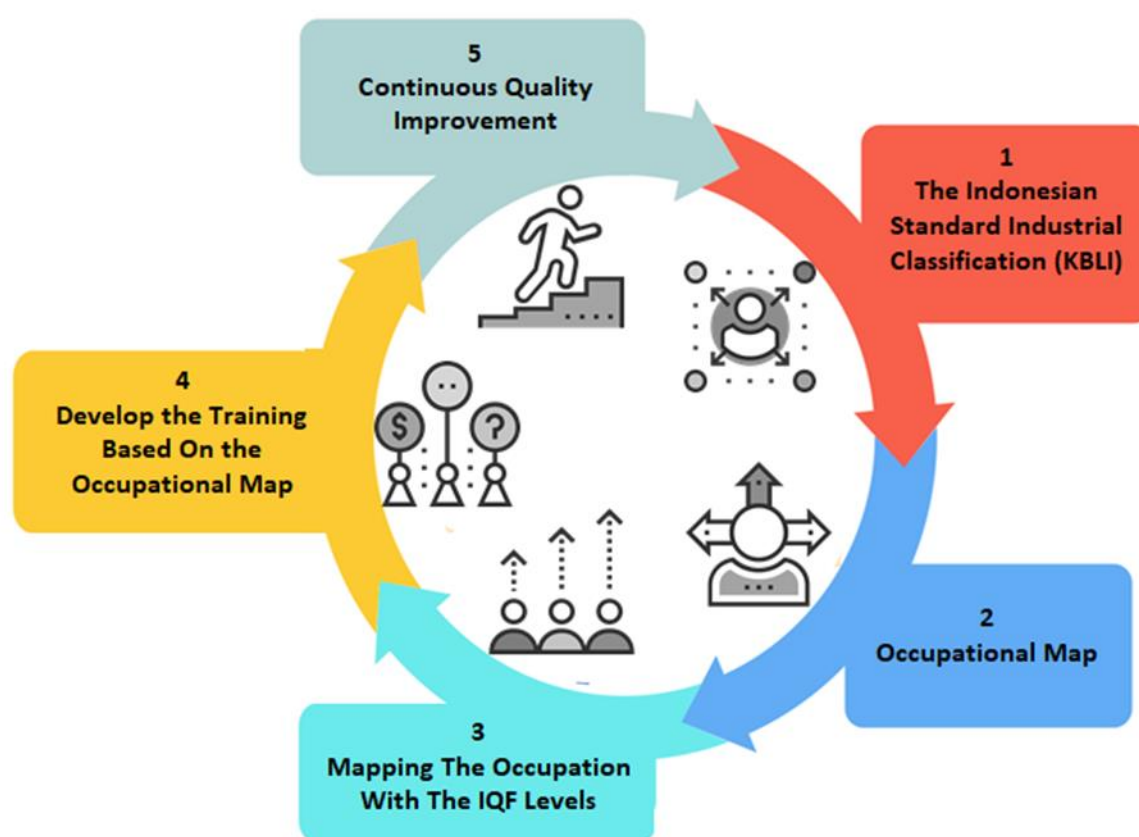 5
Continuous Quality
Improvement
1
The Indonesian
Standard Industrial
Classification (KBLI)
2
Occupational Map
3
Mapping The Occupation
With The IQF Levels
4
Develop the Training
Based On the
Occupational Map
$
?